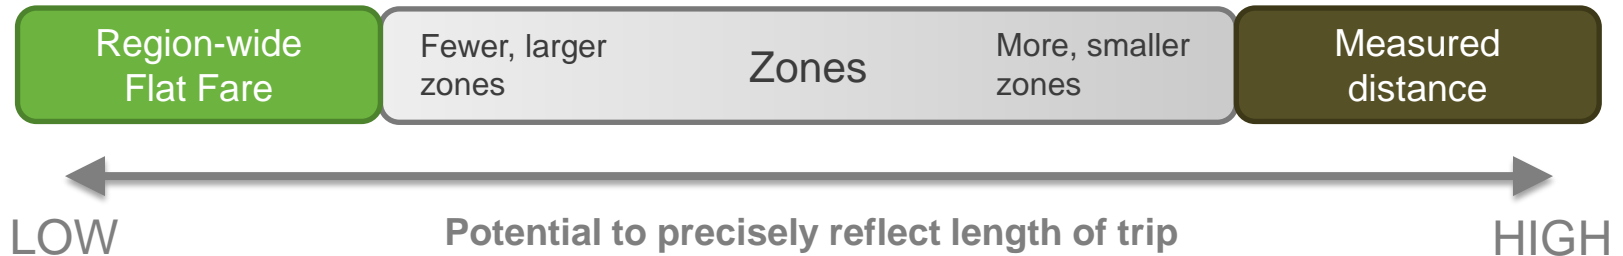 Region-wide
Flat Fare
Fewer, larger
zones
Zones
More, smaller
zones
Measured
distance
LOW
Potential to precisely reflect length of trip
HIGH